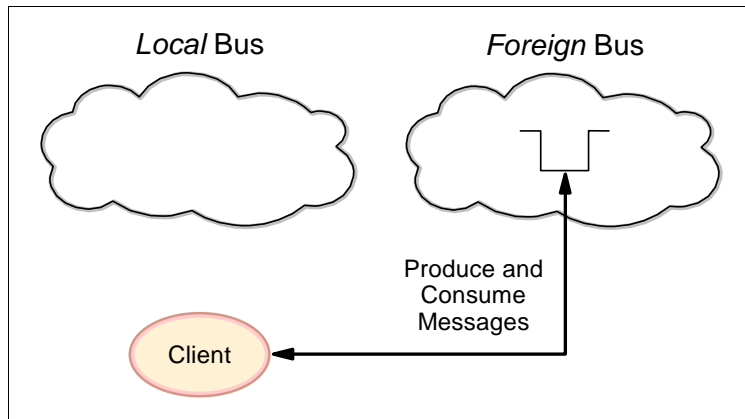 Local Bus
Foreign Bus
Produce and
Consume
Messages
Client